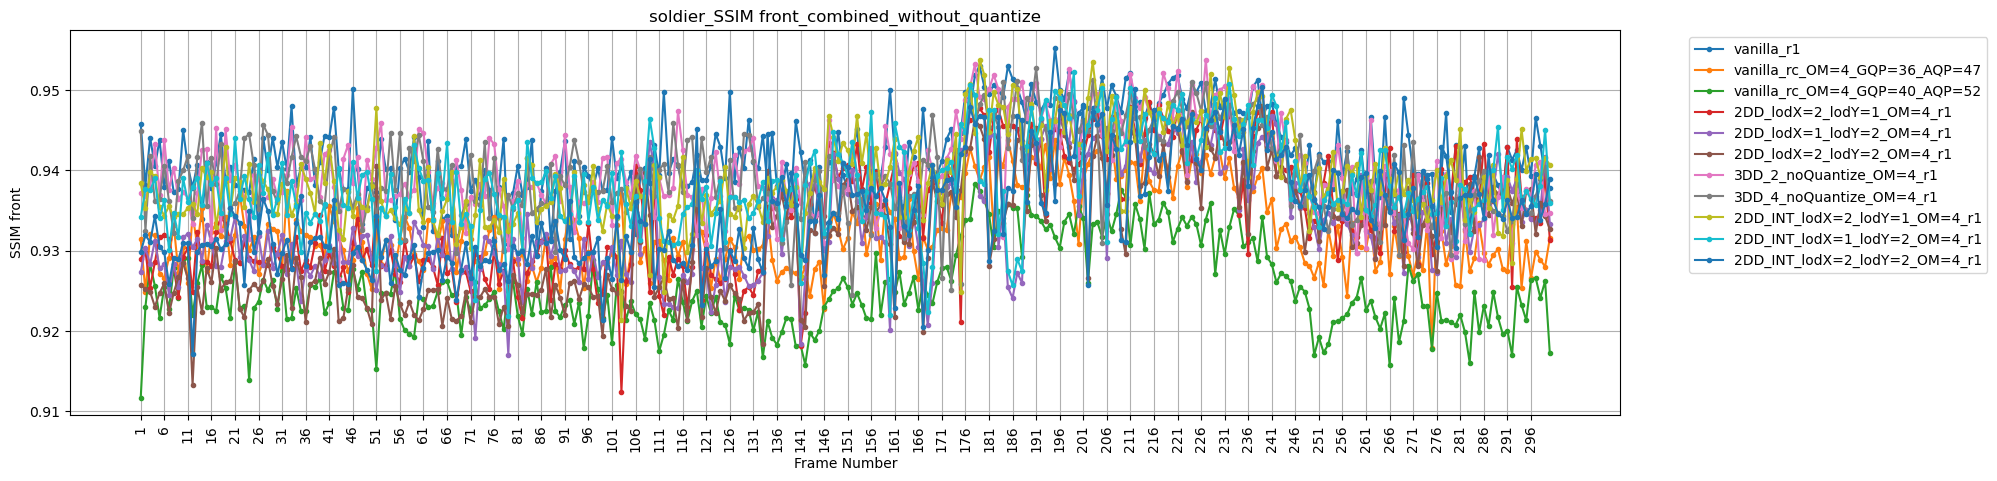 soldier_SSIM front_combined_without_quantize
SSIM front
0.95
0.94
0.93
0.92
0.91
1 6 11 16 21 26 31 36 41 46 51 56 61 66 71 76 81 86 91 96 101 106 111 116 121 126 131 136 141 146 151 156 161 166 171 176 181 186 191 196 201 206 211 216 221 226 231 236 241 246 251 256 261 266 271 276 281 286 291 296
Frame Number
vanilla_r1
vanilla_rc_OM=4_GQP=36_AQP=47
vanilla_rc_OM=4_GQP=40_AQP=52
2DD_lodX=2_lodY=1_OM=4_r1
2DD_lodX=1_lodY=2_OM=4_r1
2DD_lodX=2_lodY=2_OM=4_r1
3DD_2_noQuantize_OM=4_r1
3DD_4_noQuantize_OM=4_r1
2DD_INT_lodX=2_lodY=1_OM=4_r1
2DD_INT_lodX=1_lodY=2_OM=4_r1
2DD_INT_lodX=2_lodY=2_OM=4_r1